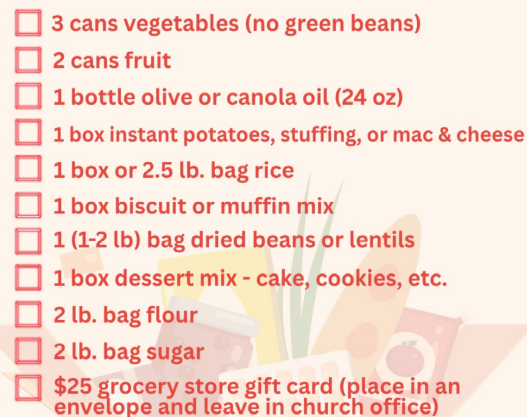 3 cans vegetables (no green beans)
2 cans fruit
1 bottle olive or canola oil (24 oz)
1 box instant potatoes, stuffing, or mac & cheese
1 box or 2.5 lb. bag rice
1 box biscuit or muffin mix
1 (1-2 lb) bag dried beans or lentils
1 box dessert mix - cake, cookies, etc.
2 lb. bag flour
2 lb. bag sugar
$25 grocery store gift card (place in an
envelope and leave in church office)